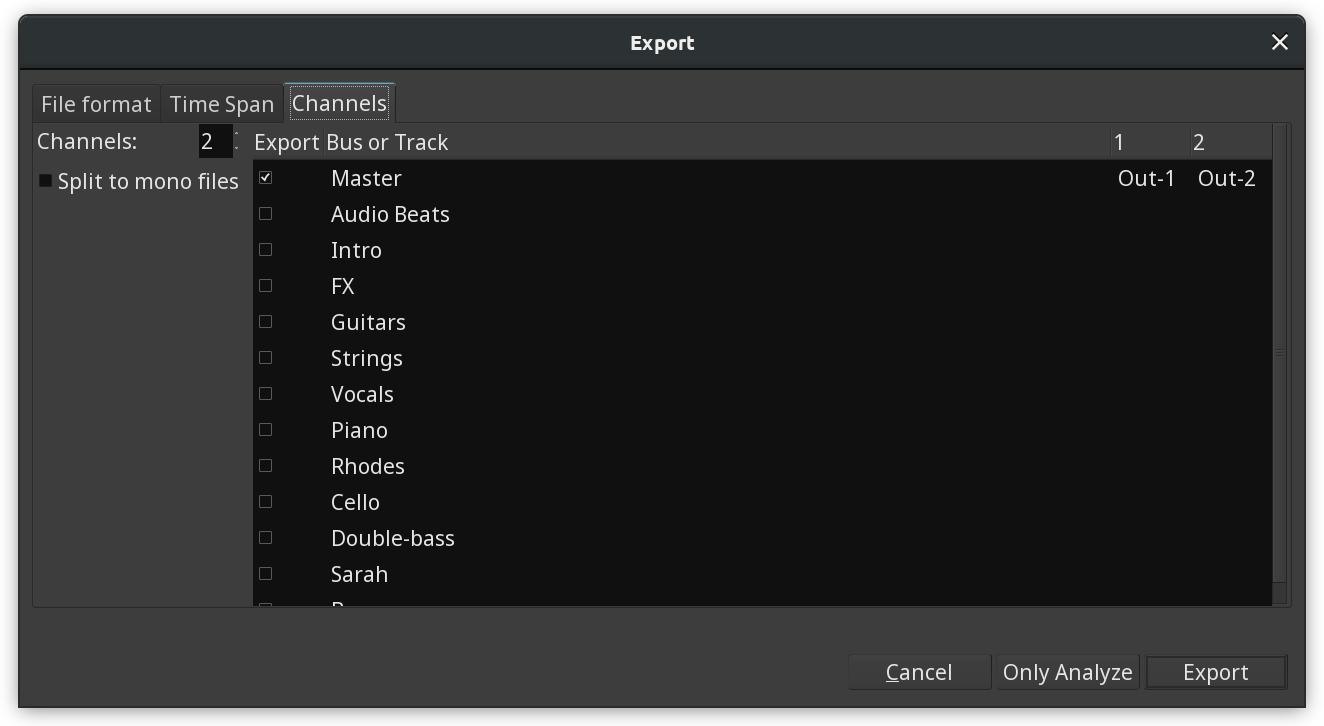 Export
File format Time Span Channels
Channels: 2 Export Bus or Track 1 2
Split to mono files
Master Out-1 Out-2
Audio Beats
Intro
FX
Guitars
Strings
Vocals
Piano
Rhodes
Cello
Double-bass
Sarah
Cancel Only Analyze Export